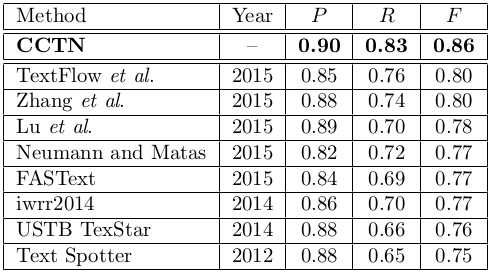 Method Year P R F
CCTN – 0.90 0.83 0.86
TextFlow et al. 2015 0.85 0.76 0.80
Zhang et al. 2015 0.88 0.74 0.80
Lu et al. 2015 0.89 0.70 0.78
Neumann and Matas 2015 0.82 0.72 0.77
FASText 2015 0.84 0.69 0.77
iwrr2014 2014 0.86 0.70 0.77
USTB TexStar 2014 0.88 0.66 0.76
Text Spotter 2012 0.88 0.65 0.75